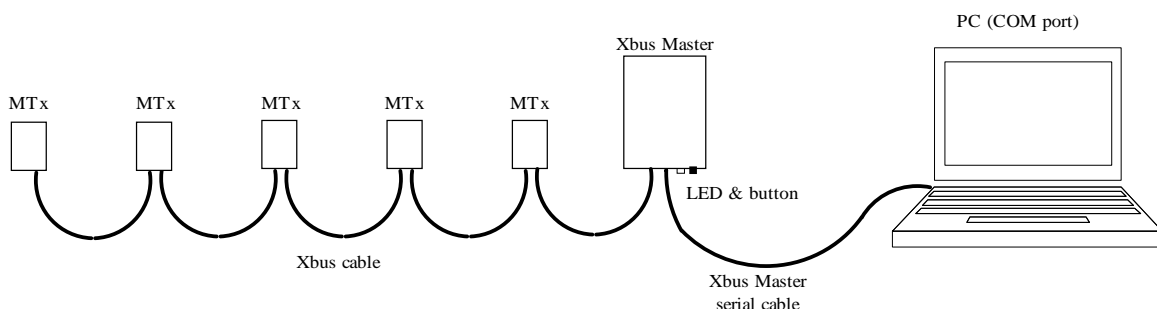 PC (COM port)
Xbus Master
MTx
MTx
MTx
MTx
MTx
LED & button
Xbus cable
Xbus Master
serial cable